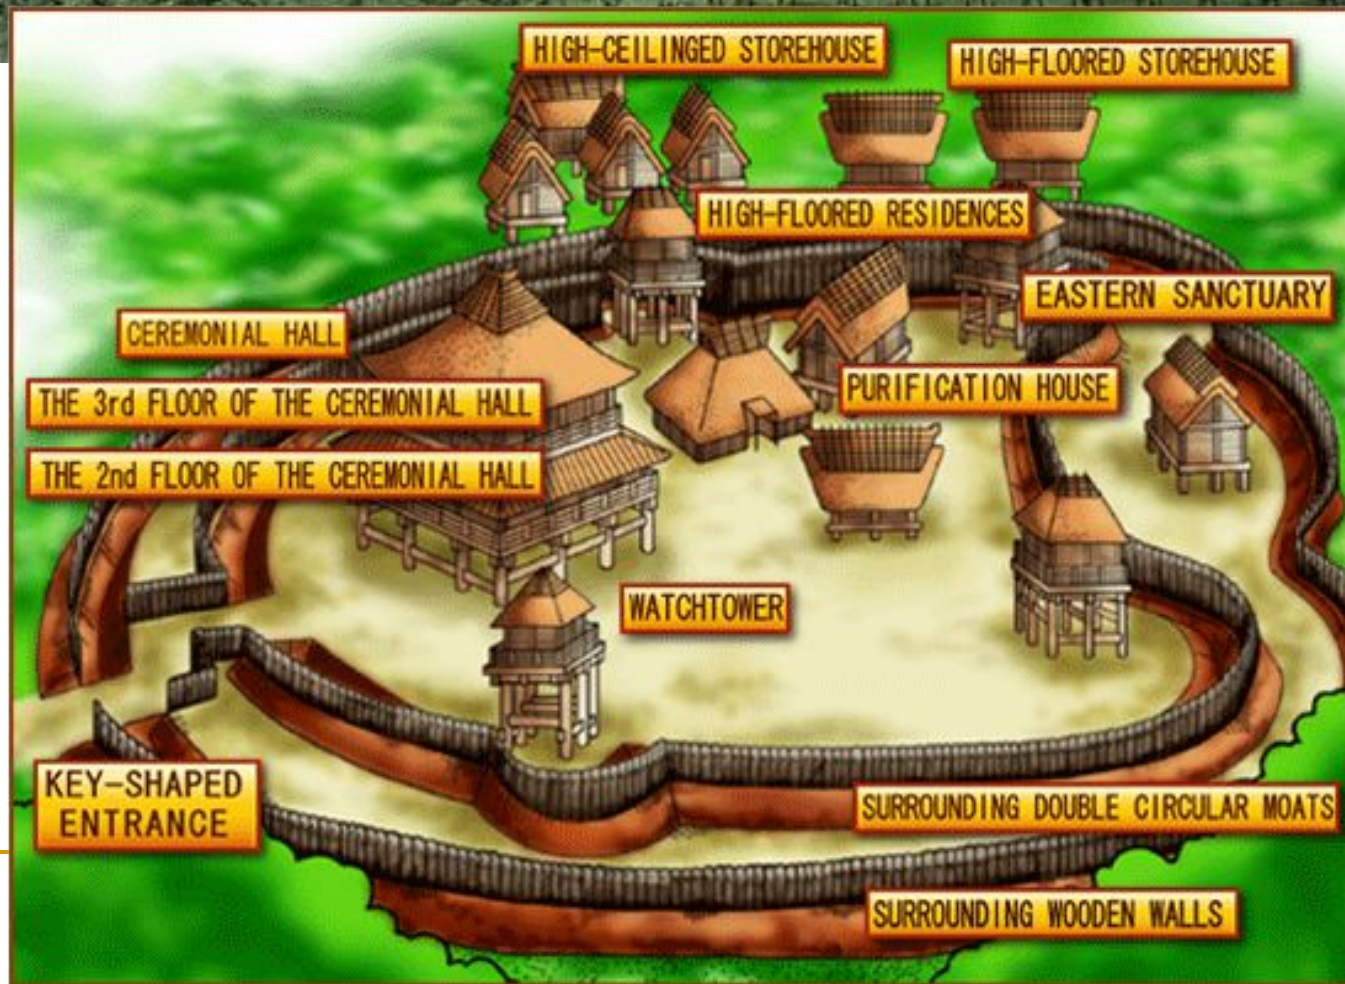 HIGH-CEILINGED STOREHOUSE
HIGH-FLOORED STOREHOUSE
HIGH-FLOORED RESIDENCES
EASTERN SANCTUARY
CEREMONIAL HALL
THE 3rd FLOOR OF THE CEREMONIAL HALL
PURIFICATION HOUSE
THE 2nd FLOOR OF THE CEREMONIAL HALL
WATCHTOWER
KEY-SHAPED
ENTRANCE
SURROUNDING DOUBLE CIRCULAR MOATS
SURROUNDING WOODEN WALLS